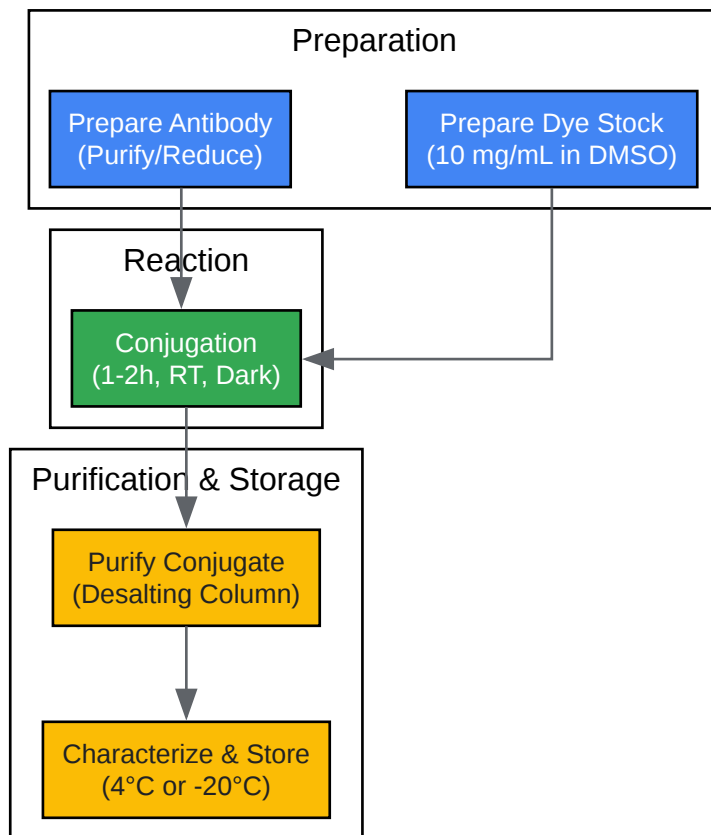 Preparation
Prepare Antibody
(Purify/Reduce)
Prepare Dye Stock
(10 mg/mL in DMSO)
Reaction
Conjugation
(1-2h, RT, Dark)
Purification & Storage
Purify Conjugate
(Desalting Column)
Characterize & Store
(4°C or -20°C)